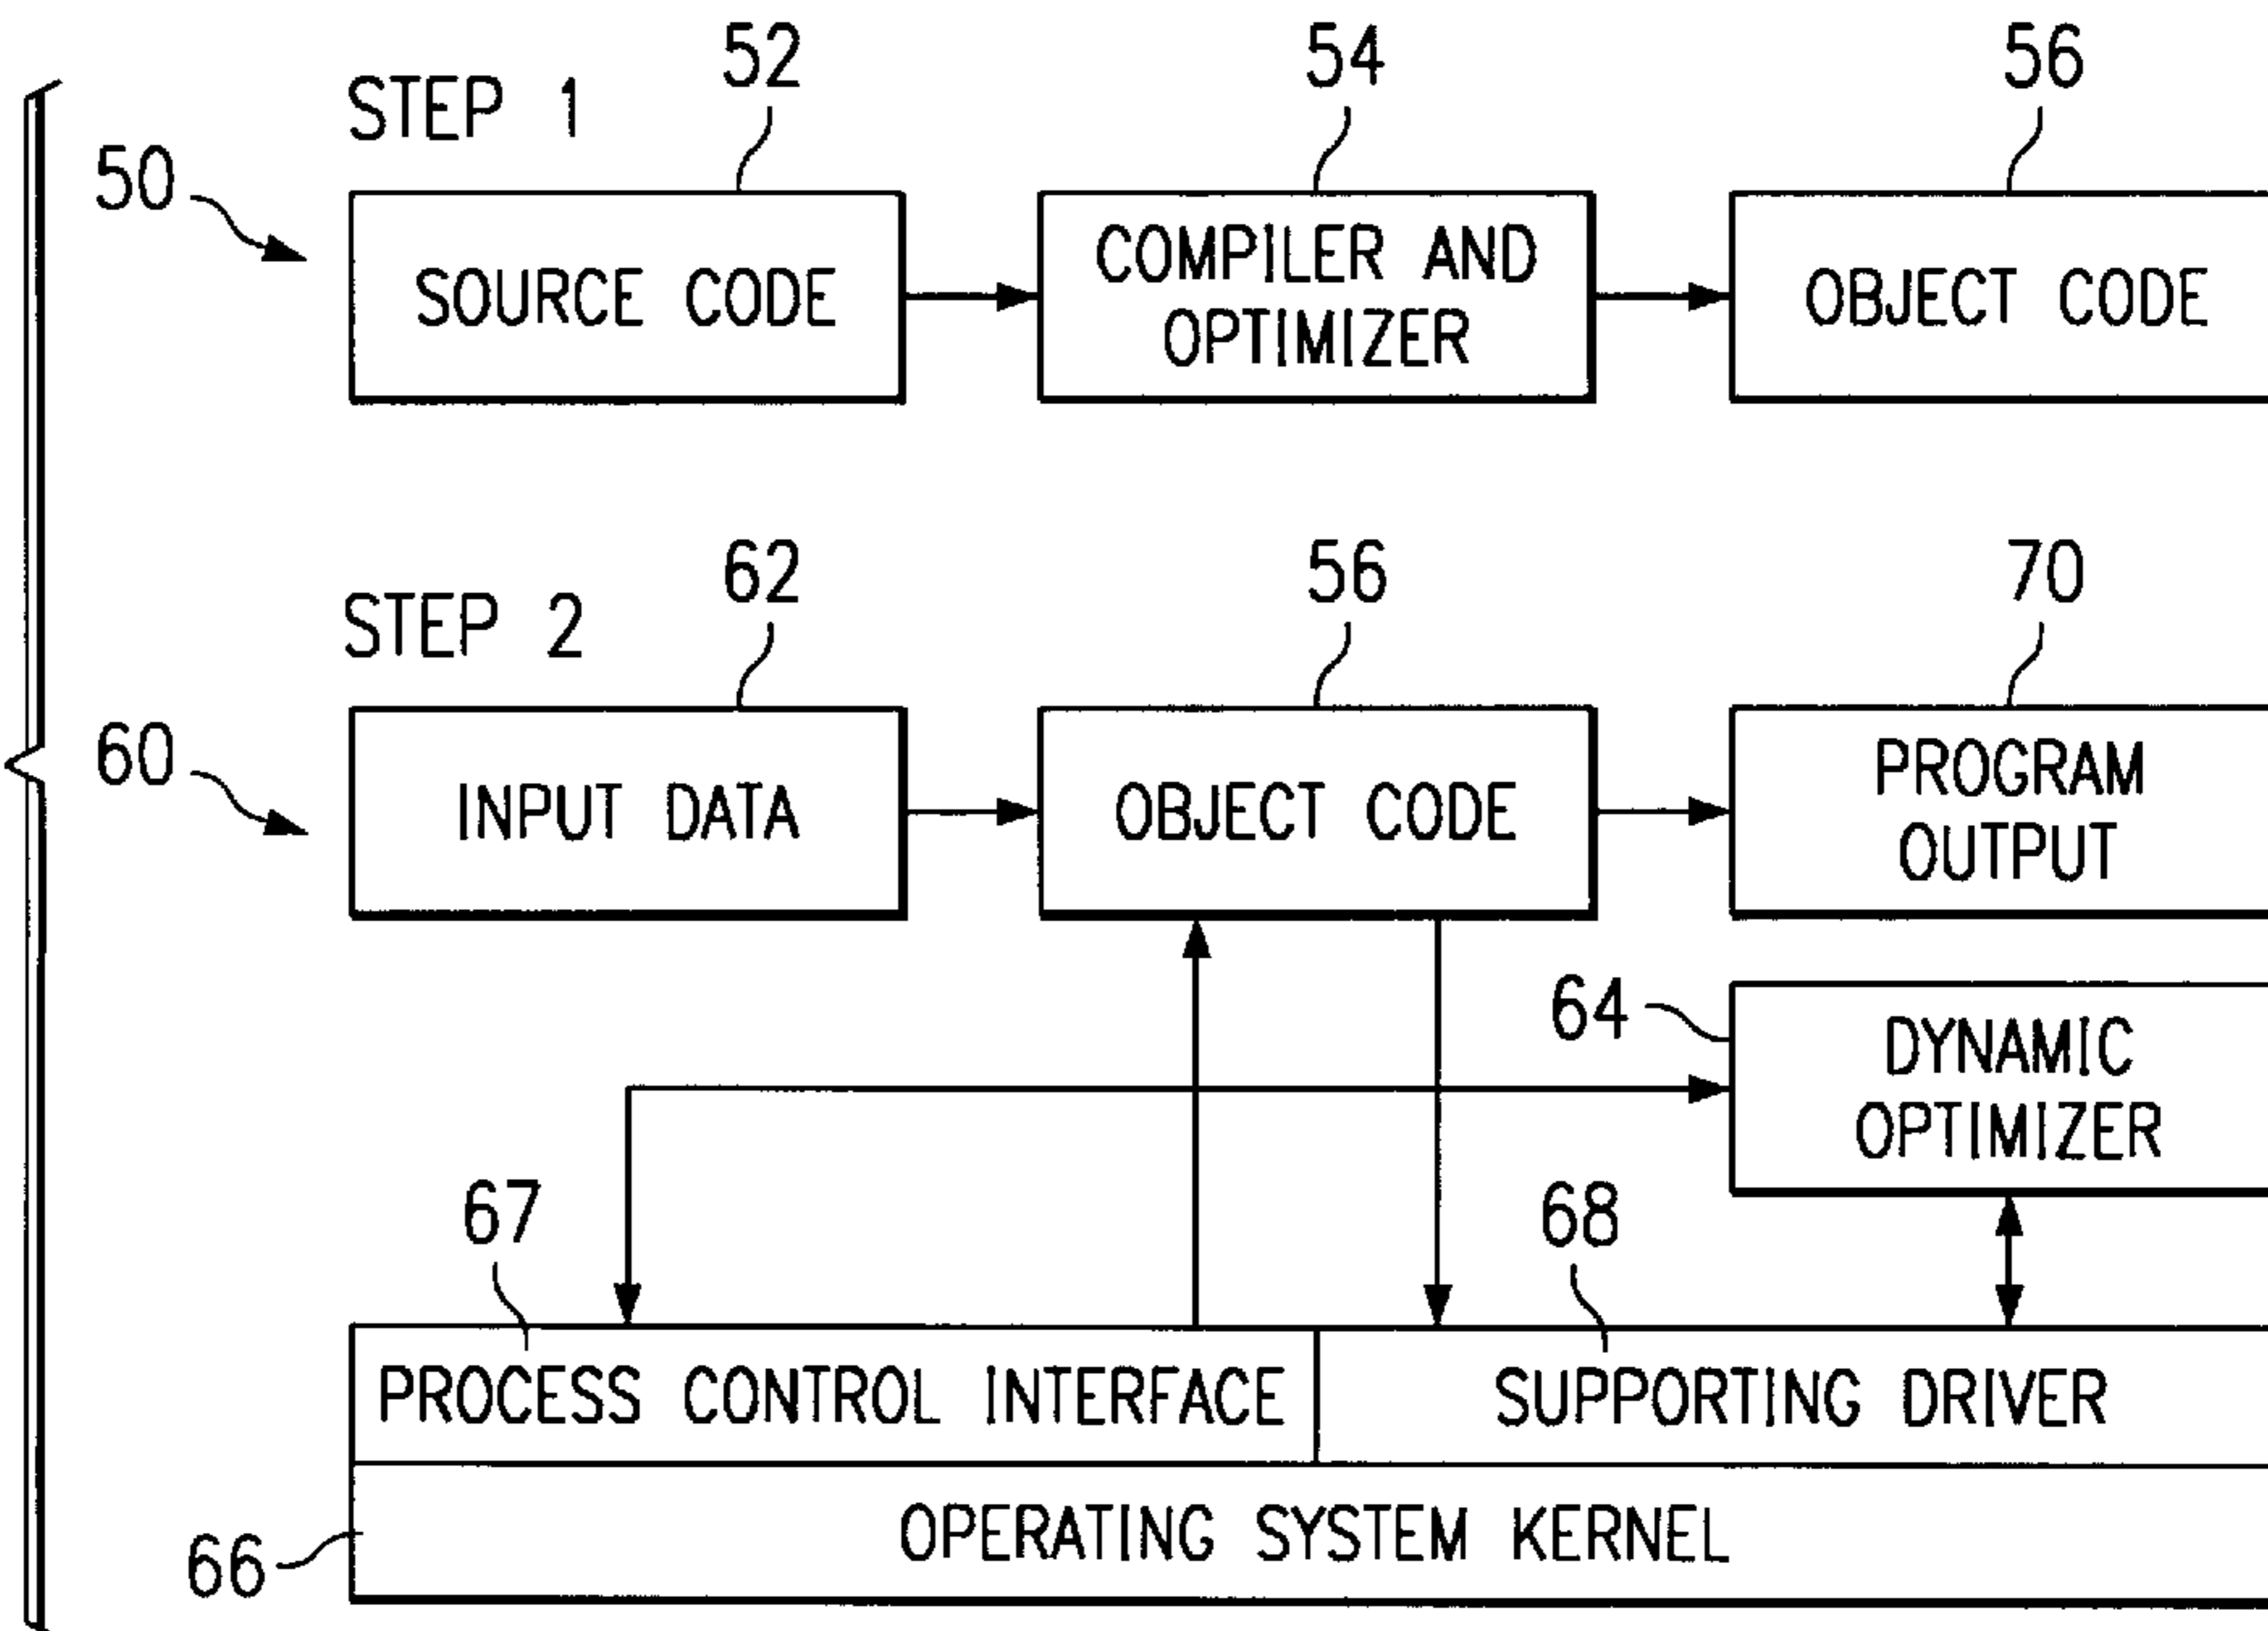 52
54
56
STEP 1
50
SOURCE CODE
COMPILER AND
OPTIMIZER
OBJECT CODE
62
56
70
STEP 2
60
INPUT DATA
OBJECT CODE
PROGRAM
OUTPUT
64
DYNAMIC
OPTIMIZER
67
68
PROCESS CONTROL INTERFACE
SUPPORTING DRIVER
OPERATING SYSTEM KERNEL
66